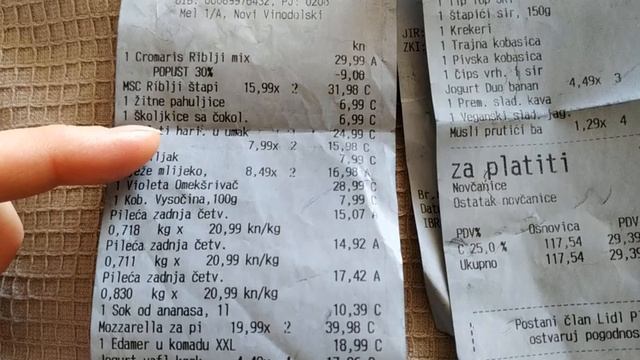 Mel 1/A, Novi Vinodolski
kn
1 Cromaris Riblji mix 29,99 A
POPUST 30% -9,00
MSC Riblji štapi 15,99x 2 31,98 C
1 Žitne pahuljice 6,99 C
1 Školjkice sa čokol. 6,99 C
u umak 24,99 C
7,99x 2 15,98 C
7,99 C
mlijeko, 8,49x 2 16,98 A
1 Violeta Omekšivač 28,99 C
1 Kob. Vysočina,100g 7,99 C
Pileća zadnja četv. 15,07 A
0,718 kg x 20,99 kn/kg
Pileća zadnja četv. 14,92 A
0,711 kg x 20,99 kn/kg
Pileća zadnja četv. 17,42 A
0,830 kg x 20,99 kn/kg
1 Sok od ananasa, 1l 10,39 C
Mozzarella za pi 19,99x 2 39,98 C
1 Edamer u komadu XXL 18,99 C
JIR:
ZKI:
1 Štapići sir, 150g
1 Krekeri
1 Trajna kobasica
1 Pivska kobasica
1 čips vrh. i sir
Jogurt Duo banan 4,49x 3
1 Prem. slad. kava
1 Veganski slad. jag.
Müsli prutići ba 1,29x 4
za platiti
Novčanice
Ostatak novčanice
PDV% Osnovica PDV
C 25,0 % 117,54 29,39
Ukupno 117,54 29,39
Postani član Lidl P
ostvaruj pogodnos